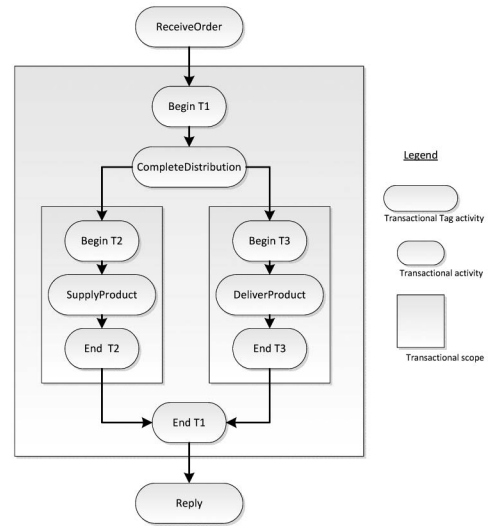 ReceiveOrder
Begin T1
CompleteDistribution
Begin T2
Begin T3
SupplyProduct
DeliverProduct
End T2
End T3
End T1
Reply
Legend
Transactional Tag activity
Transactional activity
Transactional scope